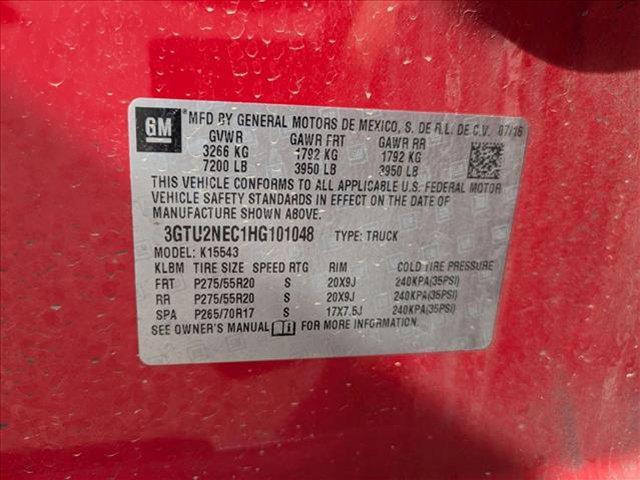 GM MFD BY GENERAL MOTORS DE MEXICO, S. DE R.L. DE C.V. 07/16
GVWR GAWR FRT GAWR RR
3266 KG 1792 KG 1792 KG
7200 LB 3950 LB 3950 LB
THIS VEHICLE CONFORMS TO ALL APPLICABLE U.S. FEDERAL MOTOR
VEHICLE SAFETY STANDARDS IN EFFECT ON THE DATE OF
MANUFACTURE SHOWN ABOVE.
3GTU2NEC1HG101048 TYPE: TRUCK
MODEL: K15543
KLBM TIRE SIZE SPEED RTG RIM COLD TIRE PRESSURE
FRT P275/55R20 S 20X9J 240KPA(35PSI)
RR P275/55R20 S 20X9J 240KPA(35PSI)
SPA P265/70R17 S 17X7.5J 240KPA(35PSI)
SEE OWNER'S MANUAL FOR MORE INFORMATION.